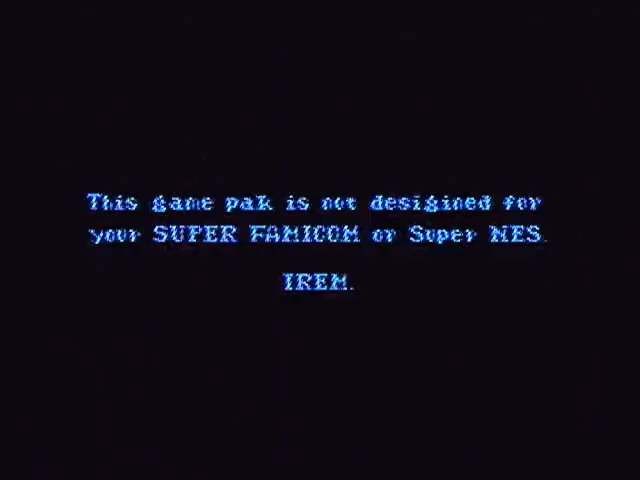 This game pak is not desigined for
your SUPER FAMICOM or Super NES.
IREM.